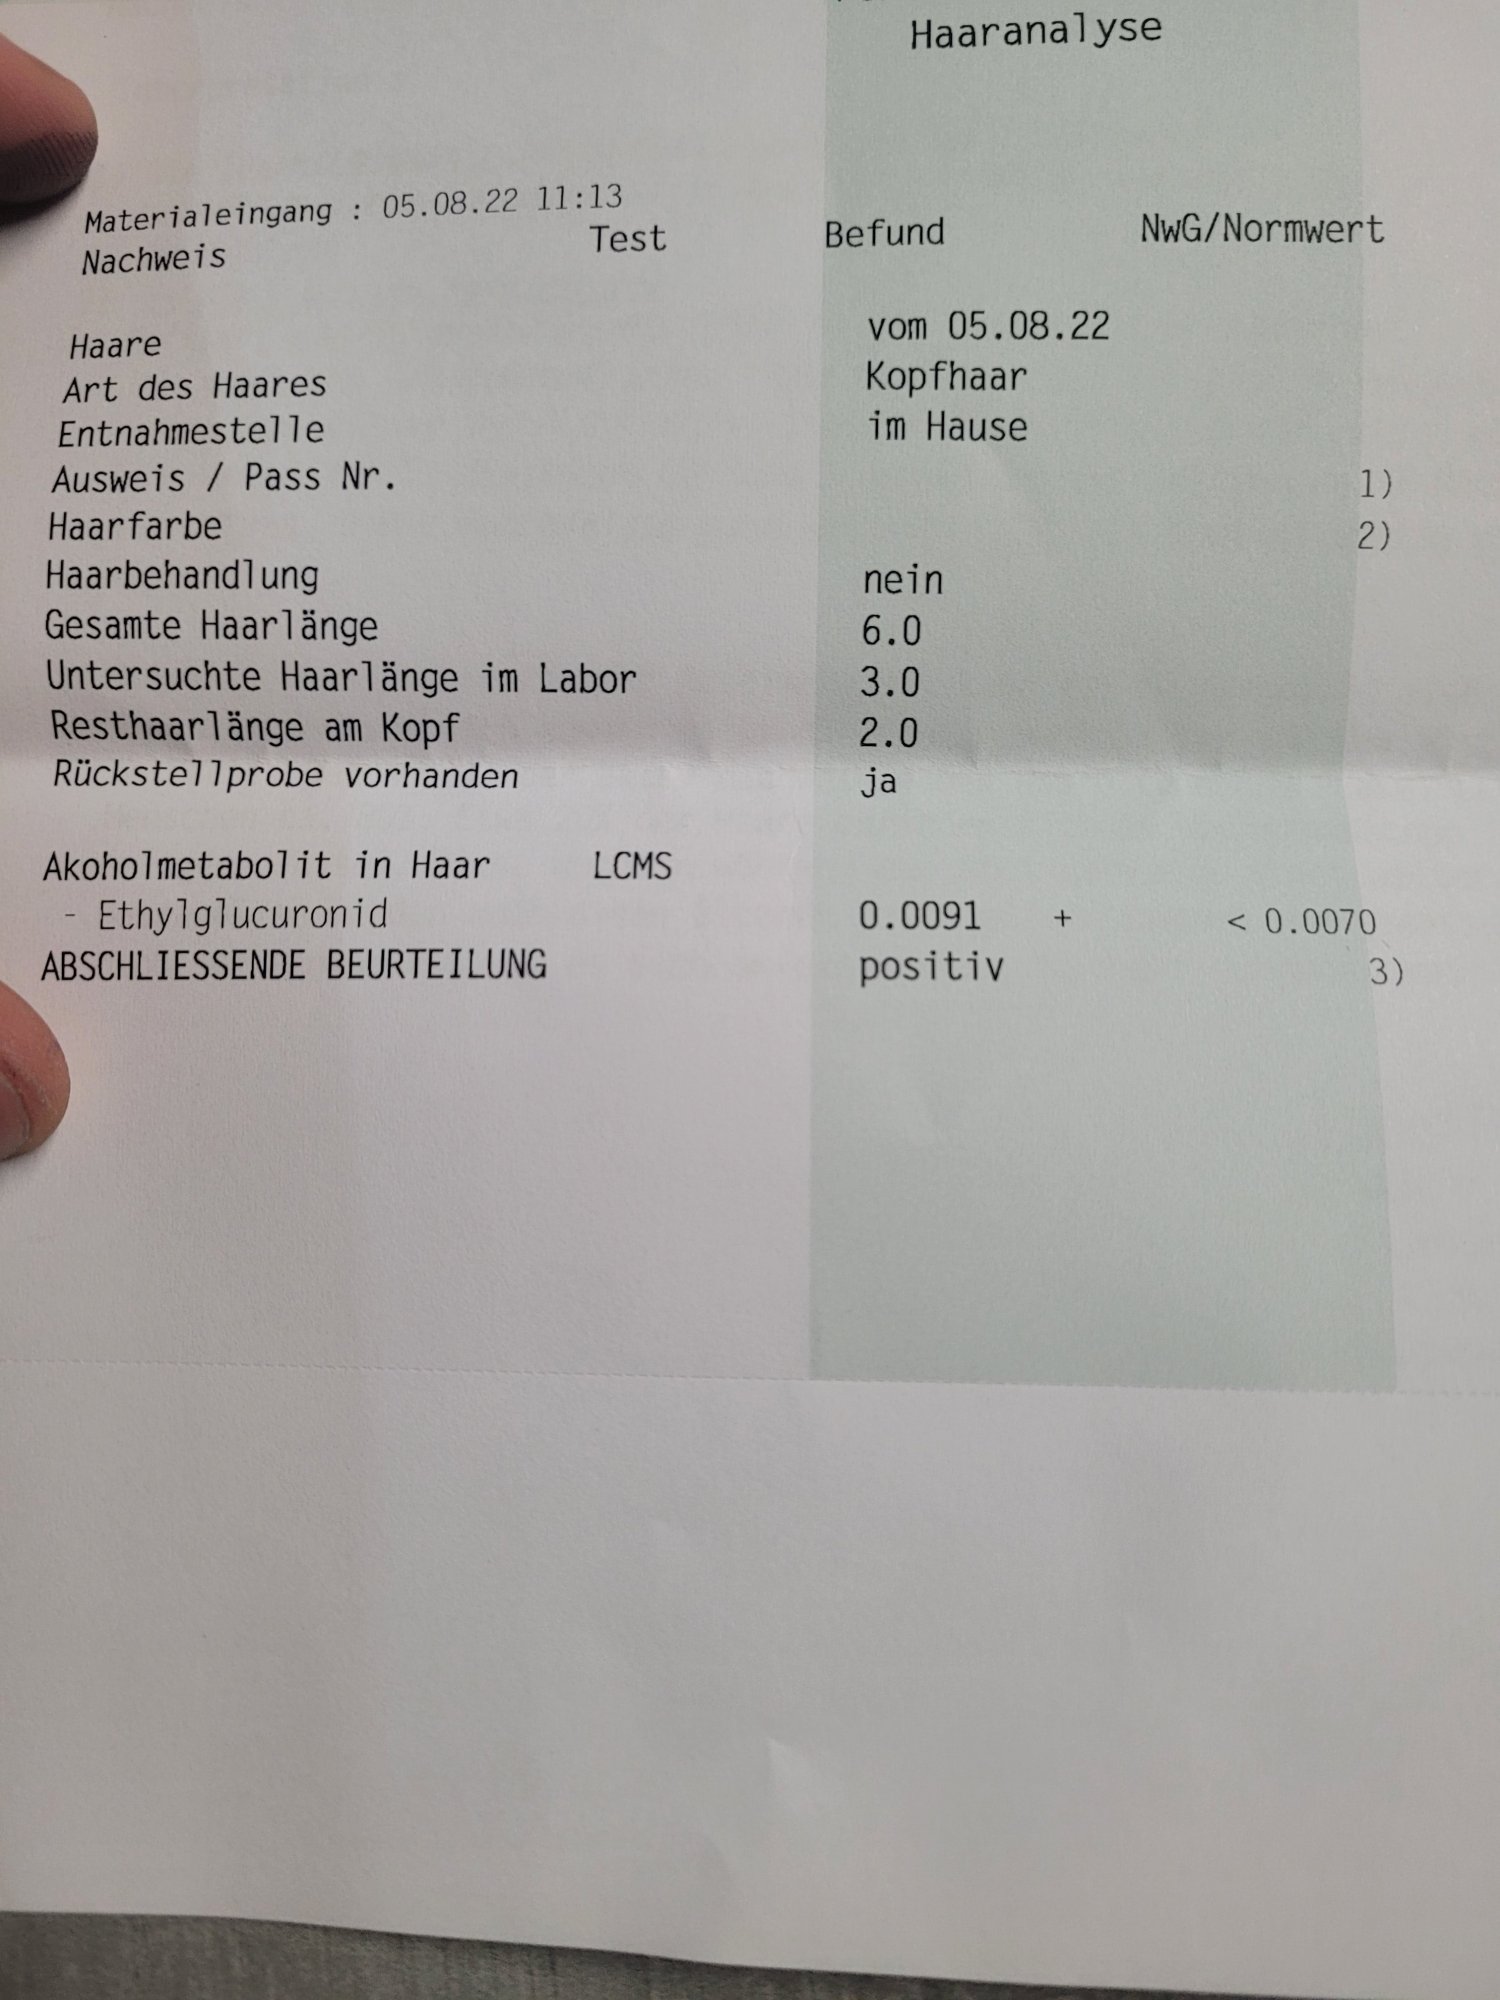 Haaranalyse
Materialeingang : 05.08.22 11:13
Nachweis Test Befund NwG/Normwert
Haare vom 05.08.22
Art des Haares Kopfhaar
Entnahmestelle im Hause
Ausweis / Pass Nr. 1)
Haarfarbe 2)
Haarbehandlung nein
Gesamte Haarlänge 6.0
Untersuchte Haarlänge im Labor 3.0
Resthaarlänge am Kopf 2.0
Rückstellprobe vorhanden ja
Akoholmetabolit in Haar LCMS
- Ethylglucuronid 0.0091 + < 0.0070
ABSCHLIESSENDE BEURTEILUNG positiv 3)